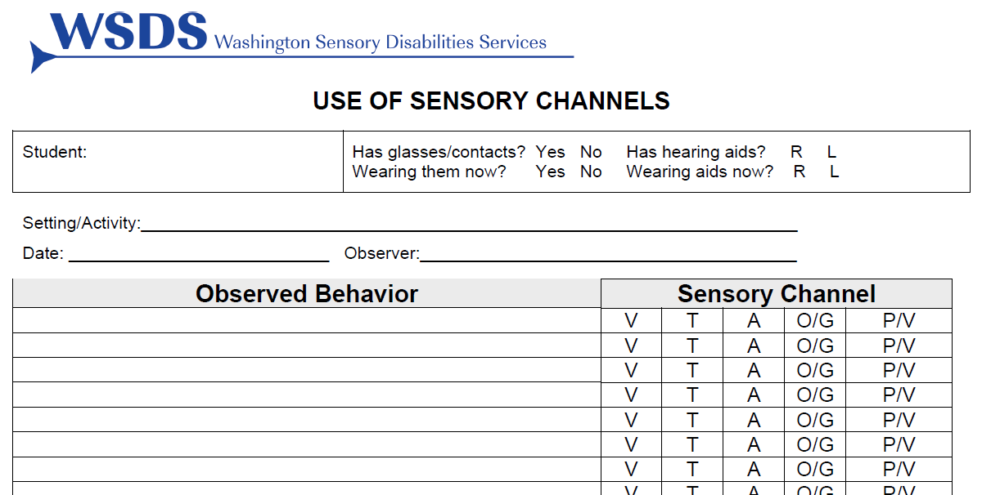 WSDS Washington Sensory Disabilities Services
USE OF SENSORY CHANNELS
Student:
Has glasses/contacts? Yes No Has hearing aids? R L
Wearing them now? Yes No Wearing aids now? R L
Setting/Activity:
Date: Observer:
Observed Behavior Sensory Channel
V T A O/G P/V
V T A O/G P/V
V T A O/G P/V
V T A O/G P/V
V T A O/G P/V
V T A O/G P/V
V T A O/G P/V
V T A O/G P/V